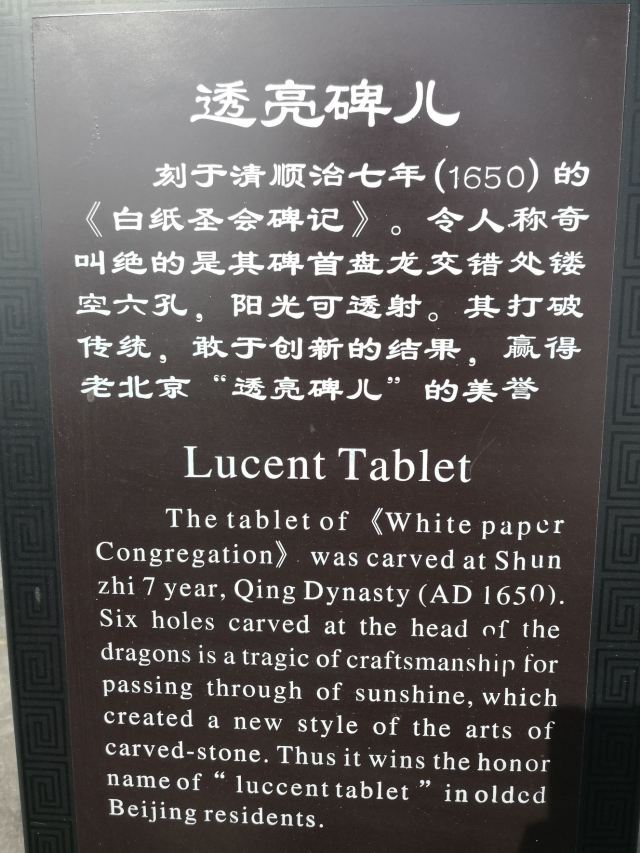 透亮碑儿
刻于清顺治七年(1650)的
《白纸圣会碑记》。令人称奇
叫绝的是其碑首盘龙交错处镂
空六孔，阳光可透射。其打破
传统，敢于创新的结果，赢得
老北京“透亮碑儿”的美誉
Lucent Tablet
The tablet of 《White paper
Congregation》 was carved at Shun
zhi 7 year, Qing Dynasty (AD 1650).
Six holes carved at the head of the
dragons is a tragic of craftsmanship for
passing through of sunshine, which
created a new style of the arts of
carved-stone. Thus it wins the honor
name of “ luccent tablet ” in olded
Beijing residents.